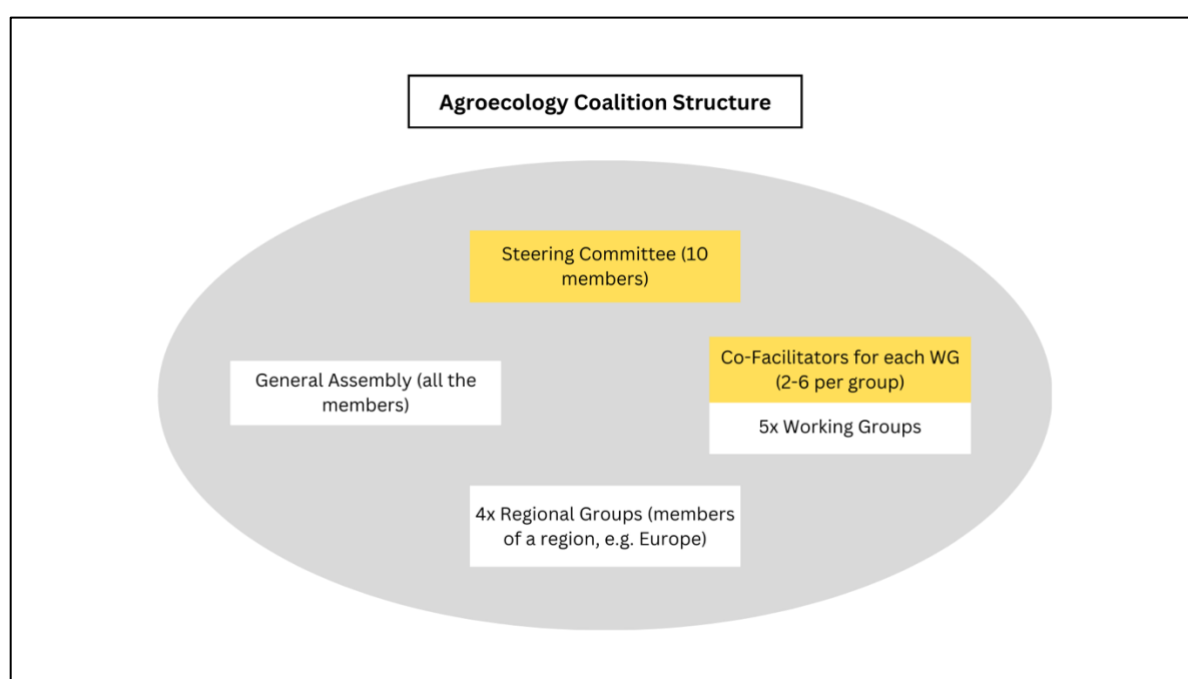 Agroecology Coalition Structure
Steering Committee (10
members)
General Assembly (all the
members)
Co-Facilitators for each WG
(2-6 per group)
5x Working Groups
4x Regional Groups (members
of a region, e.g. Europe)